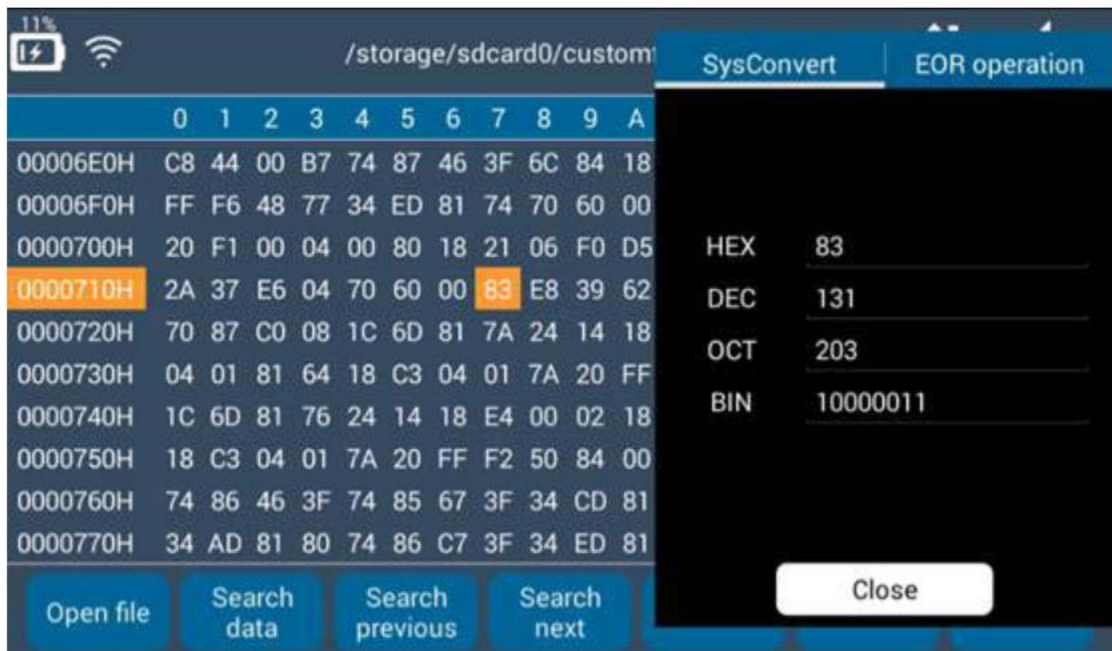 11%
/storage/sdcard0/custom
SysConvert
EOR operation
0 1 2 3 4 5 6 7 8 9 A
00006E0H C8 44 00 B7 74 87 46 3F 6C 84 18
00006F0H FF F6 48 77 34 ED 81 74 70 60 00
0000700H 20 F1 00 04 00 80 18 21 06 F0 D5
0000710H 2A 37 E6 04 70 60 00 83 E8 39 62
0000720H 70 87 C0 08 1C 6D 81 7A 24 14 18
0000730H 04 01 81 64 18 C3 04 01 7A 20 FF
0000740H 1C 6D 81 76 24 14 18 E4 00 02 18
0000750H 18 C3 04 01 7A 20 FF F2 50 84 00
0000760H 74 86 46 3F 74 85 67 3F 34 CD 81
0000770H 34 AD 81 80 74 86 C7 3F 34 ED 81
HEX 83
DEC 131
OCT 203
BIN 10000011
Close
Open file
Search
data
Search
previous
Search
next